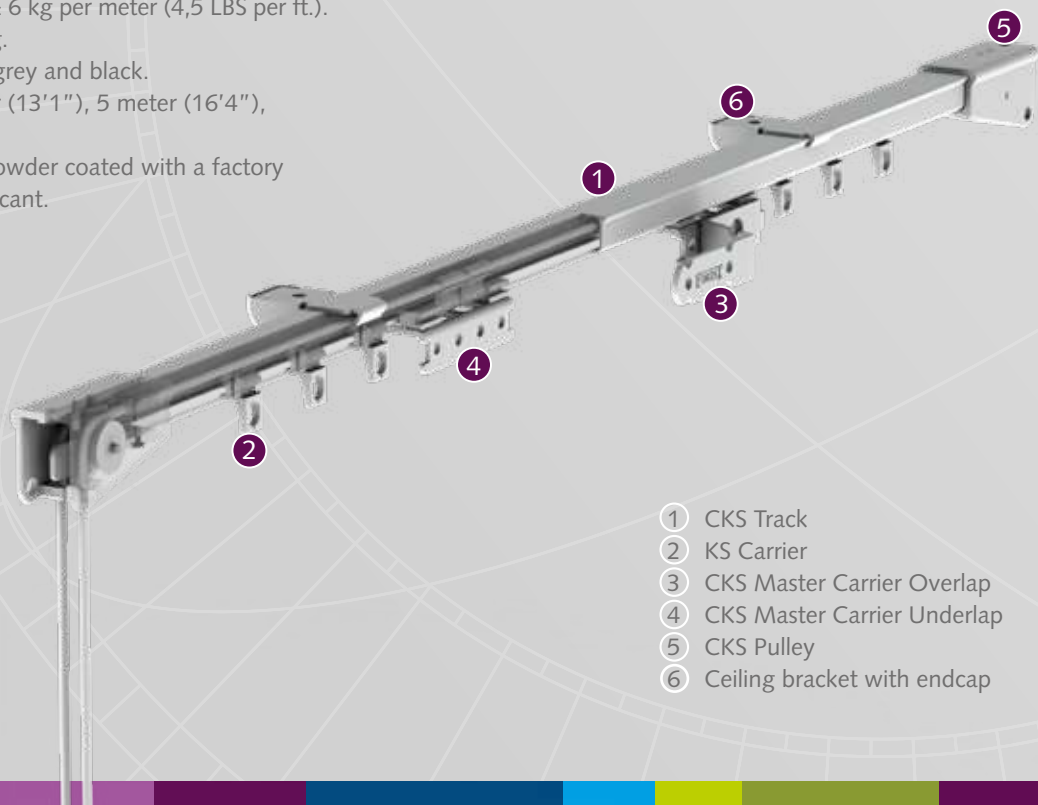 6 kg per meter (4,5 LBS per ft.).
grey and black.
(13’1”), 5 meter (16’4”),
powder coated with a factory
1
2
3
4
5
6
1 CKS Track
2 KS Carrier
3 CKS Master Carrier Overlap
4 CKS Master Carrier Underlap
5 CKS Pulley
6 Ceiling bracket with endcap